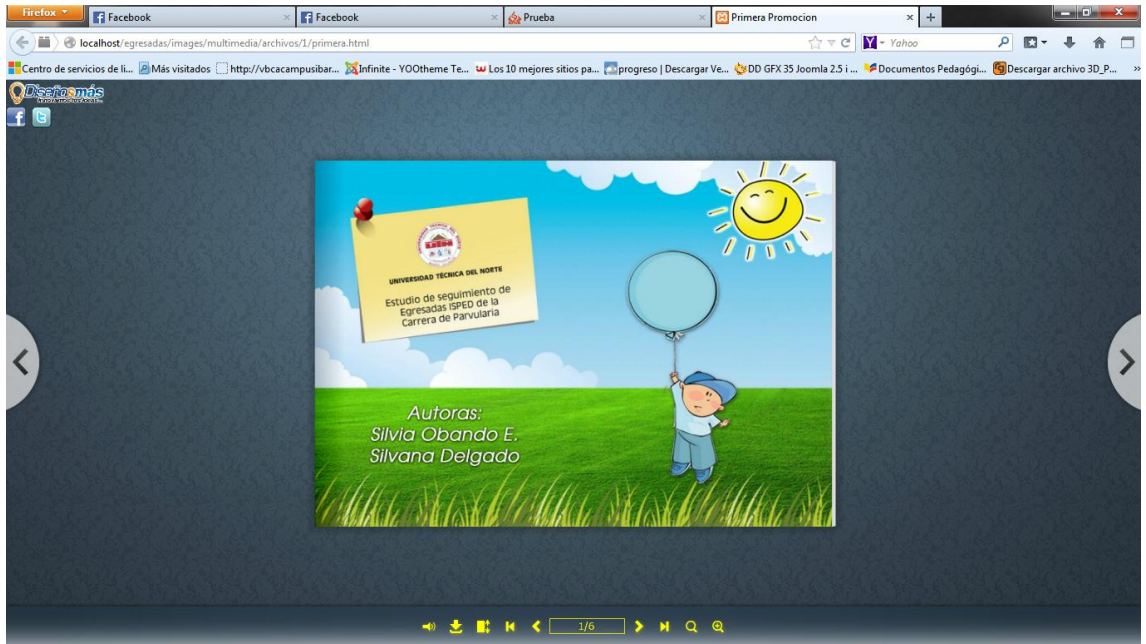 Firefox
Facebook
Facebook
Prueba
Primera Promocion
localhost/egresadas/images/multimedia/archivos/1/primera.html
Yahoo
Centro de servicios de li...
Más visitados
http://vbcacampusibar...
Infinite - YOOtheme Te...
Los 10 mejores sitios pa...
progreso | Descargar Ve...
DD GFX 35 Joomla 2.5 i ...
Documentos Pedagógi...
Descargar archivo 3D_P...
Diseños más
UNIVERSIDAD TÉCNICA DEL NORTE
Estudio de seguimiento de
Egresadas ISPED de la
Carrera de Parvularia
Autoras:
Silvia Obando E.
Silvana Delgado
1/6